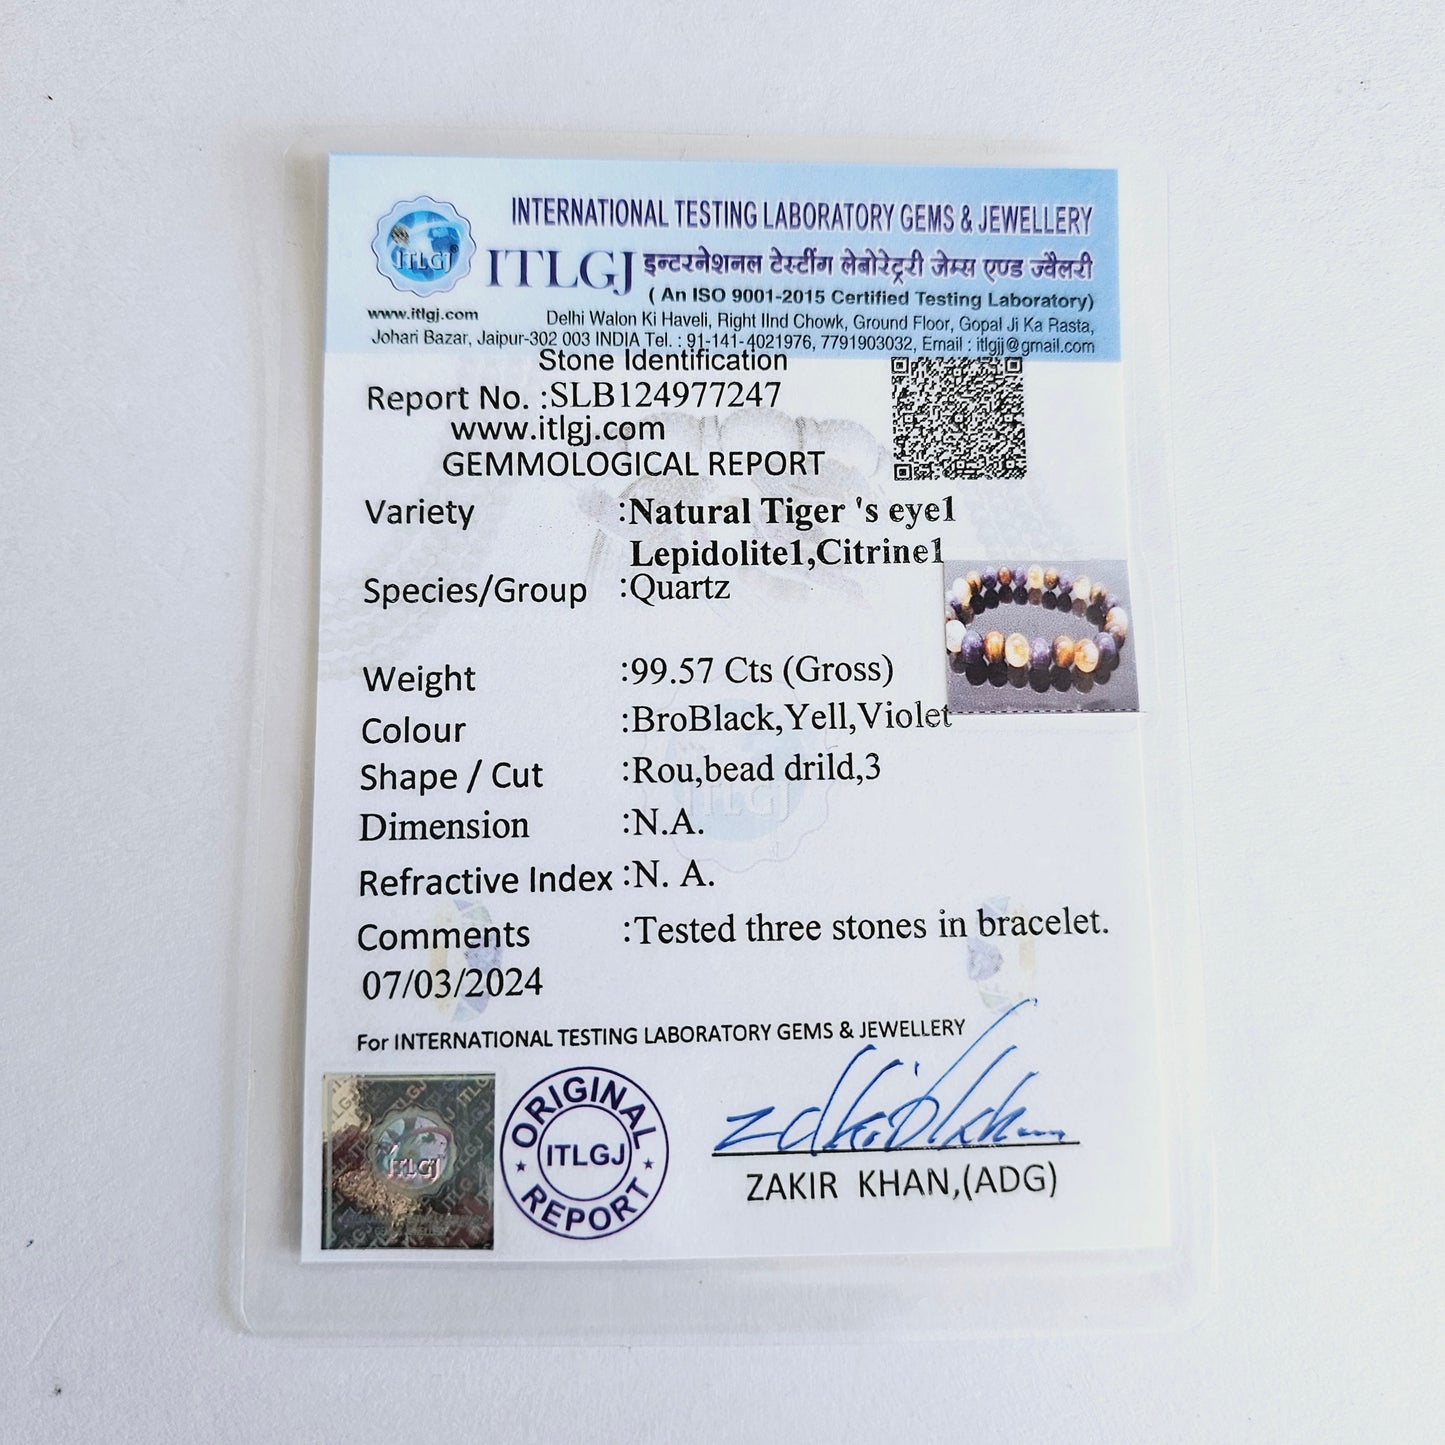 INTERNATIONAL TESTING LABORATORY GEMS & JEWELLERY
ITLGJ
ITLGJ इन्टरनेशनल टेस्टींग लेबोरेट्ररी जेम्स एण्ड ज्वैलरी
( An ISO 9001-2015 Certified Testing Laboratory)
www.itlgj.com Delhi Walon Ki Haveli, Right IInd Chowk, Ground Floor, Gopal Ji Ka Rasta,
Johari Bazar, Jaipur-302 003 INDIA Tel. : 91-141-4021976, 7791903032, Email : itlgjj@gmail.com
Stone Identification
Report No. :SLB124977247
www.itlgj.com
GEMMOLOGICAL REPORT
Variety :Natural Tiger 's eye1
Lepidolite1,Citrine1
Species/Group :Quartz
Weight :99.57 Cts (Gross)
Colour :BroBlack,Yell,Violet
Shape / Cut :Rou,bead drild,3
Dimension :N.A.
Refractive Index :N. A.
Comments :Tested three stones in bracelet.
07/03/2024
For INTERNATIONAL TESTING LABORATORY GEMS & JEWELLERY
ITLGJ
ORIGINAL
ITLGJ
REPORT
ZAKIR KHAN,(ADG)